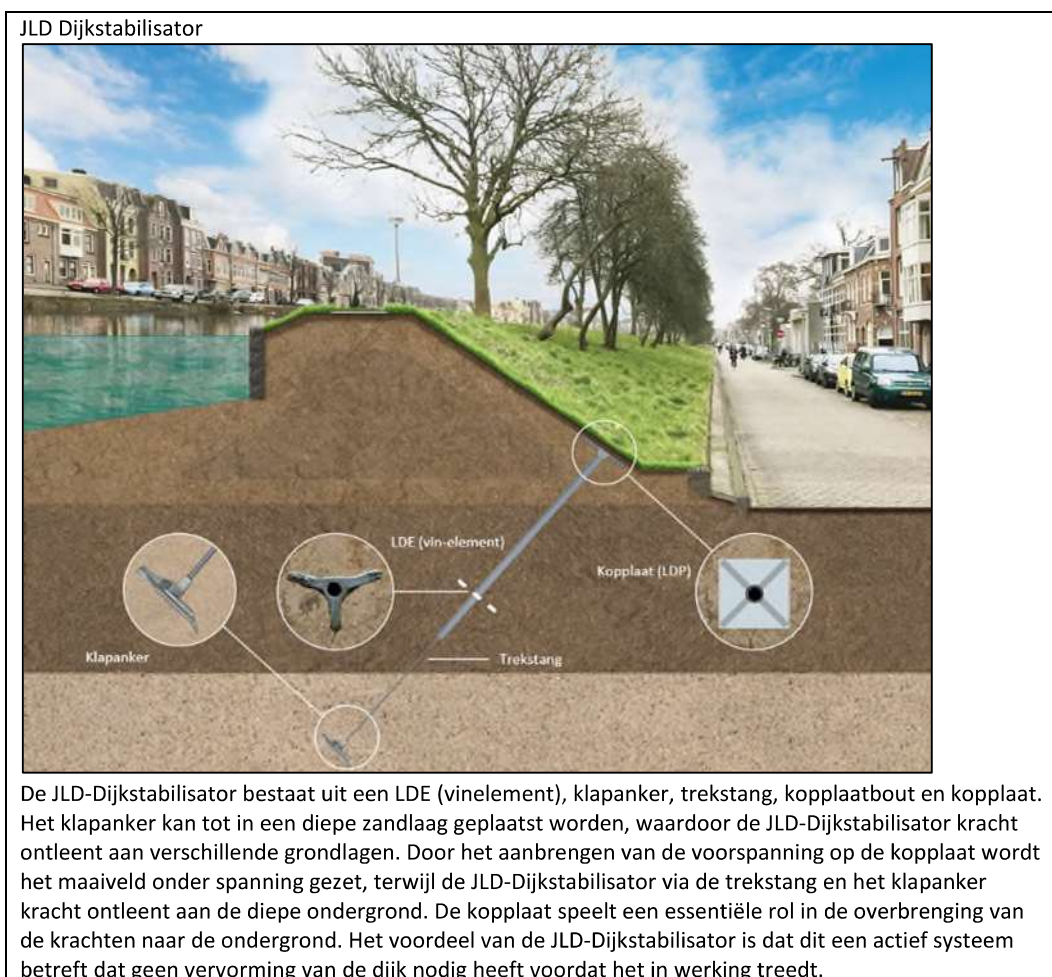 JLD Dijkstabilisator
LDE (vin-element)
Kopplaat (LDP)
Klapanker
Trekstang
De JLD-Dijkstabilisator bestaat uit een LDE (vinelement), klapanker, trekstang, kopplaatbout en kopplaat.
Het klapanker kan tot in een diepe zandlaag geplaatst worden, waardoor de JLD-Dijkstabilisator kracht
ontleent aan verschillende grondlagen. Door het aanbrengen van de voorspanning op de kopplaat wordt
het maaiveld onder spanning gezet, terwijl de JLD-Dijkstabilisator via de trekstang en het klapanker
kracht ontleent aan de diepe ondergrond. De kopplaat speelt een essentiële rol in de overbrenging van
de krachten naar de ondergrond. Het voordeel van de JLD-Dijkstabilisator is dat dit een actief systeem
betreft dat geen vervorming van de dijk nodig heeft voordat het in werking treedt.